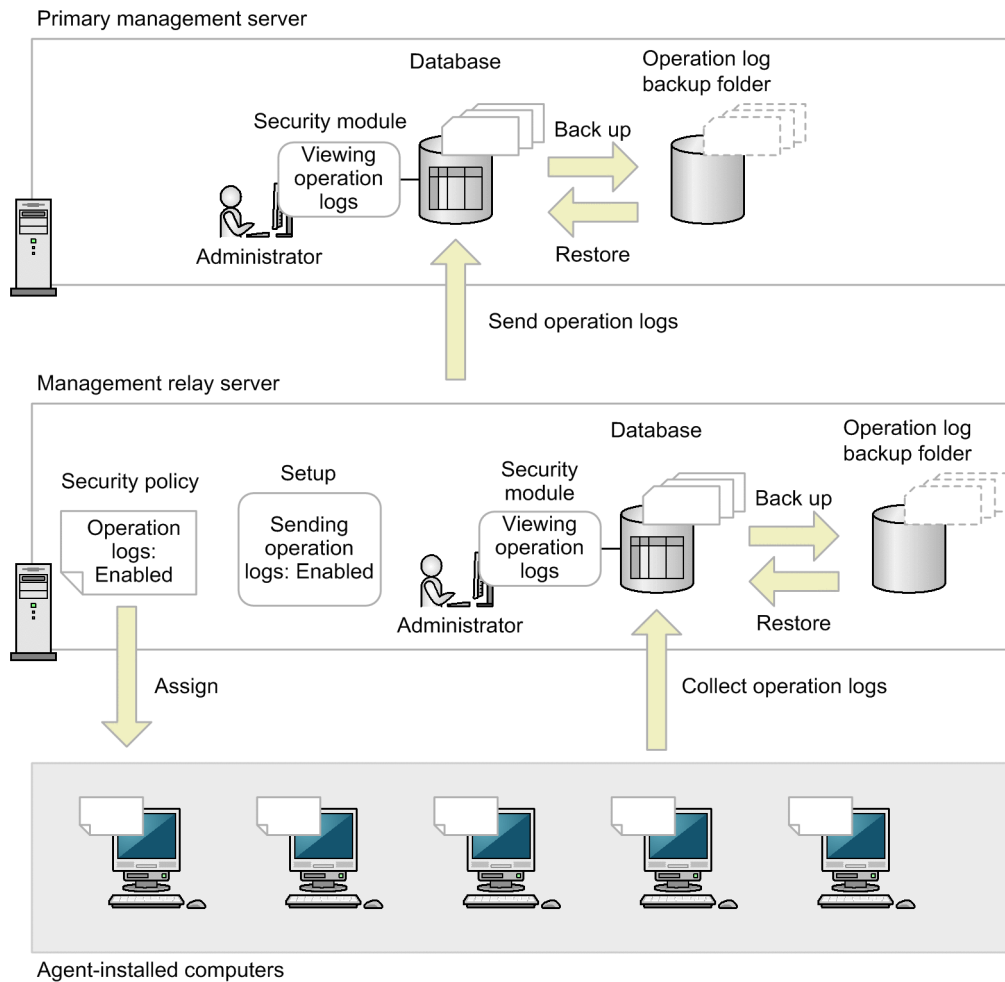 Primary management server
Database
Operation log
backup folder
Security module
Viewing
operation
logs
Back up
Restore
Administrator
Send operation logs
Management relay server
Security policy
Operation
logs:
Enabled
Setup
Sending
operation
logs: Enabled
Security
module
Viewing
operation
logs
Administrator
Database
Operation log
backup folder
Back up
Restore
Assign
Collect operation logs
Agent-installed computers